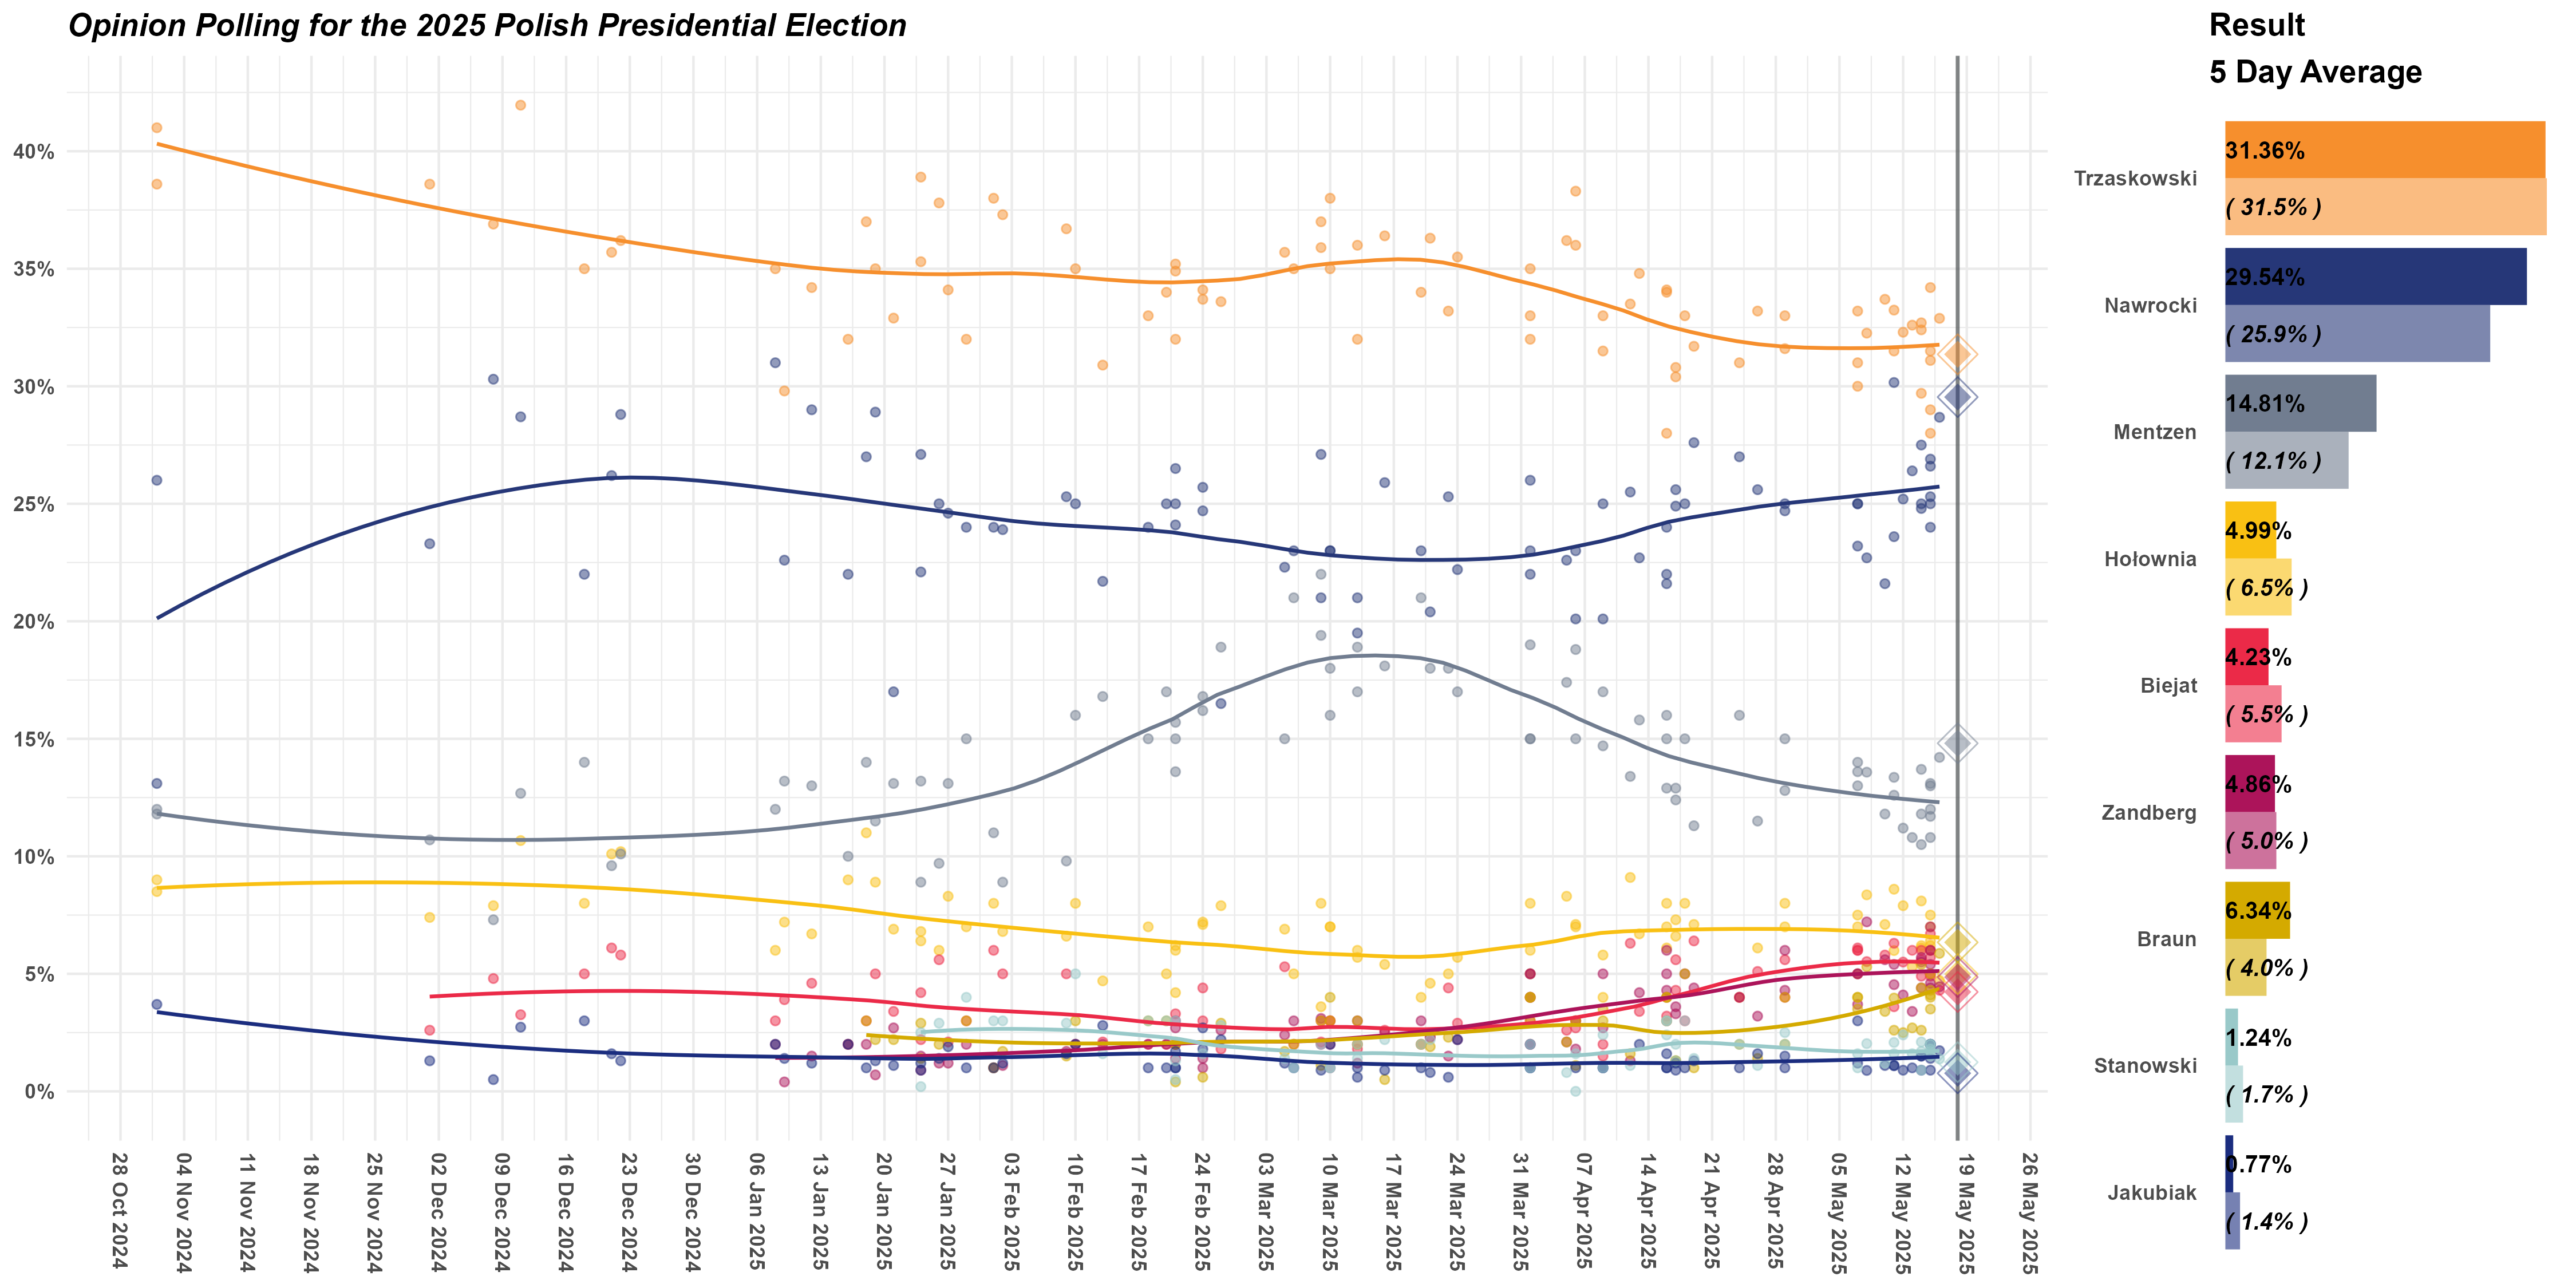 Opinion Polling for the 2025 Polish Presidential Election
40%
35%
30%
25%
20%
15%
10%
5%
0%
28 Oct 2024
04 Nov 2024
11 Nov 2024
18 Nov 2024
25 Nov 2024
02 Dec 2024
09 Dec 2024
16 Dec 2024
23 Dec 2024
30 Dec 2024
06 Jan 2025
13 Jan 2025
20 Jan 2025
27 Jan 2025
03 Feb 2025
10 Feb 2025
17 Feb 2025
24 Feb 2025
03 Mar 2025
10 Mar 2025
17 Mar 2025
24 Mar 2025
31 Mar 2025
07 Apr 2025
14 Apr 2025
21 Apr 2025
28 Apr 2025
05 May 2025
12 May 2025
19 May 2025
26 May 2025
Result
5 Day Average
Trzaskowski
31.36%
( 31.5% )
Nawrocki
29.54%
( 25.9% )
Mentzen
14.81%
( 12.1% )
Hołownia
4.99%
( 6.5% )
Biejat
4.23%
( 5.5% )
Zandberg
4.86%
( 5.0% )
Braun
6.34%
( 4.0% )
Stanowski
1.24%
( 1.7% )
Jakubiak
0.77%
( 1.4% )